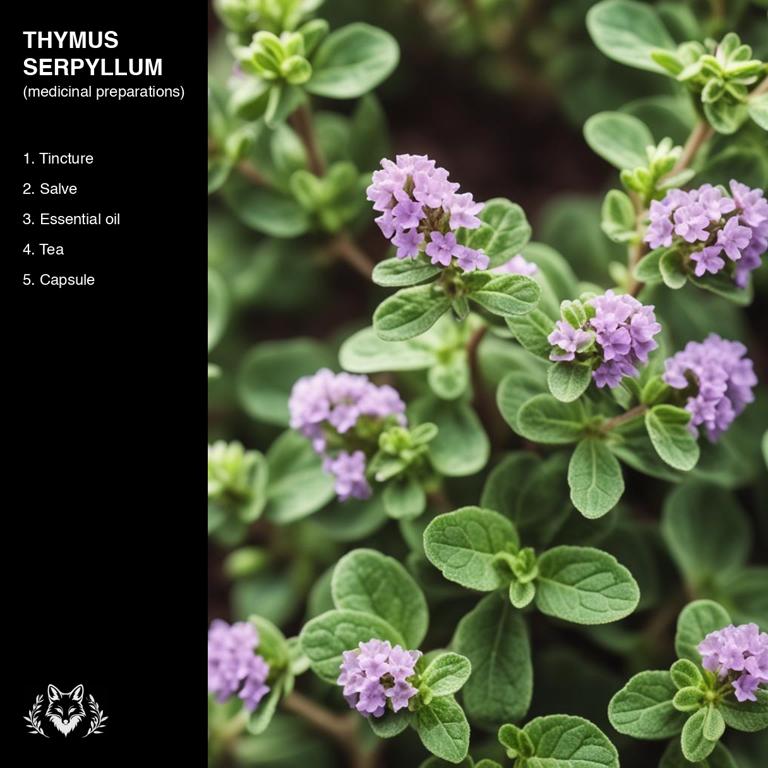 THYMUS
SERPYLLUM
(medicinal preparations)
1. Tincture
2. Salve
3. Essential oil
4. Tea
5. Capsule